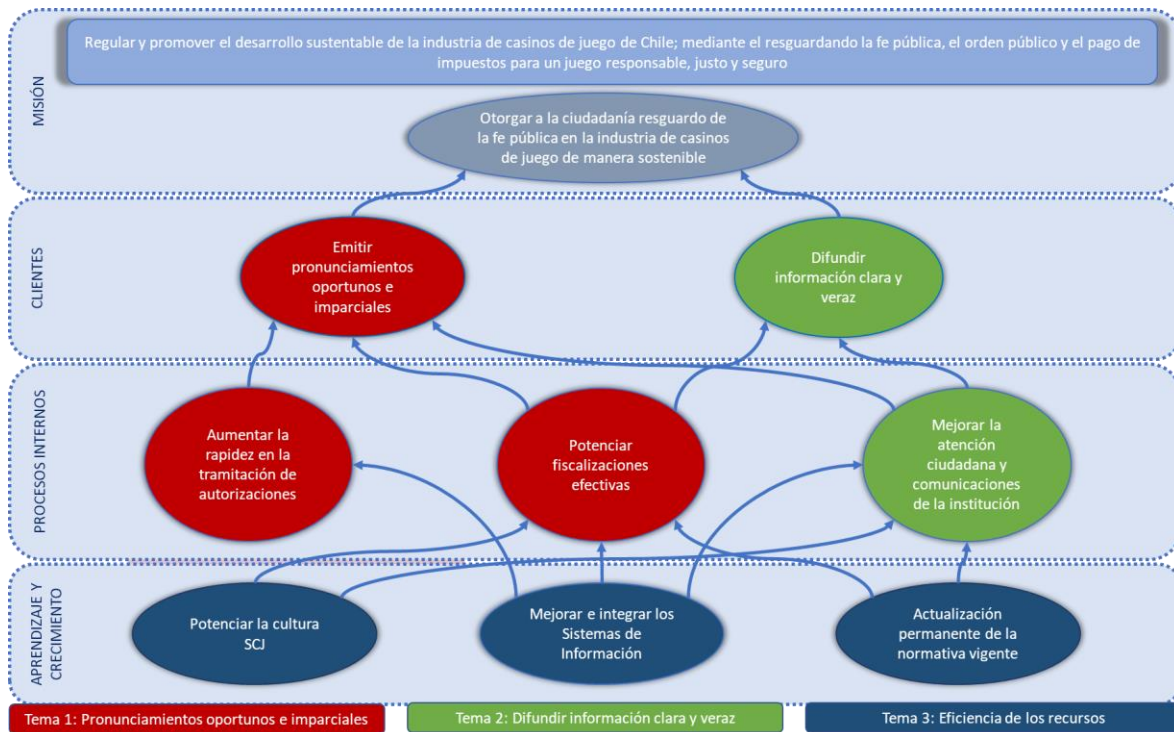 MISIÓN
Regular y promover el desarrollo sustentable de la industria de casinos de juego de Chile; mediante el resguardando la fe pública, el orden público y el pago de
impuestos para un juego responsable, justo y seguro
Otorgar a la ciudadanía resguardo de
la fe pública en la industria de casinos
de juego de manera sostenible
CLIENTES
Emitir
pronunciamientos
oportunos e
imparciales
Difundir
información clara y
veraz
PROCESOS INTERNOS
Aumentar la
rapidez en la
tramitación de
autorizaciones
Potenciar
fiscalizaciones
efectivas
Mejorar la
atención
ciudadana y
comunicaciones
de la institución
APRENDIZAJE Y
CRECIMIENTO
Potenciar la cultura
SCJ
Mejorar e integrar los
Sistemas de
Información
Actualización
permanente de la
normativa vigente
Tema 1: Pronunciamientos oportunos e imparciales
Tema 2: Difundir información clara y veraz
Tema 3: Eficiencia de los recursos